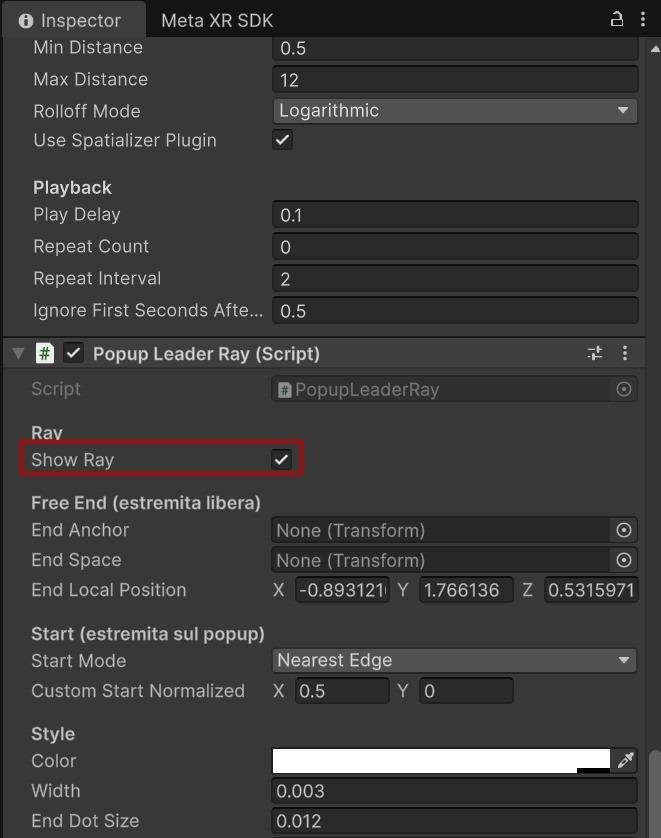 Inspector Meta XR SDK
Min Distance 0.5
Max Distance 12
Rolloff Mode Logarithmic
Use Spatializer Plugin
Playback
Play Delay 0.1
Repeat Count 0
Repeat Interval 2
Ignore First Seconds Afte... 0.5
# Popup Leader Ray (Script)
Script # PopupLeaderRay
Ray
Show Ray
Free End (estremita libera)
End Anchor None (Transform)
End Space None (Transform)
End Local Position X -0.893121 Y 1.766136 Z 0.5315971
Start (estremita sul popup)
Start Mode Nearest Edge
Custom Start Normalized X 0.5 Y 0
Style
Color
Width 0.003
End Dot Size 0.012